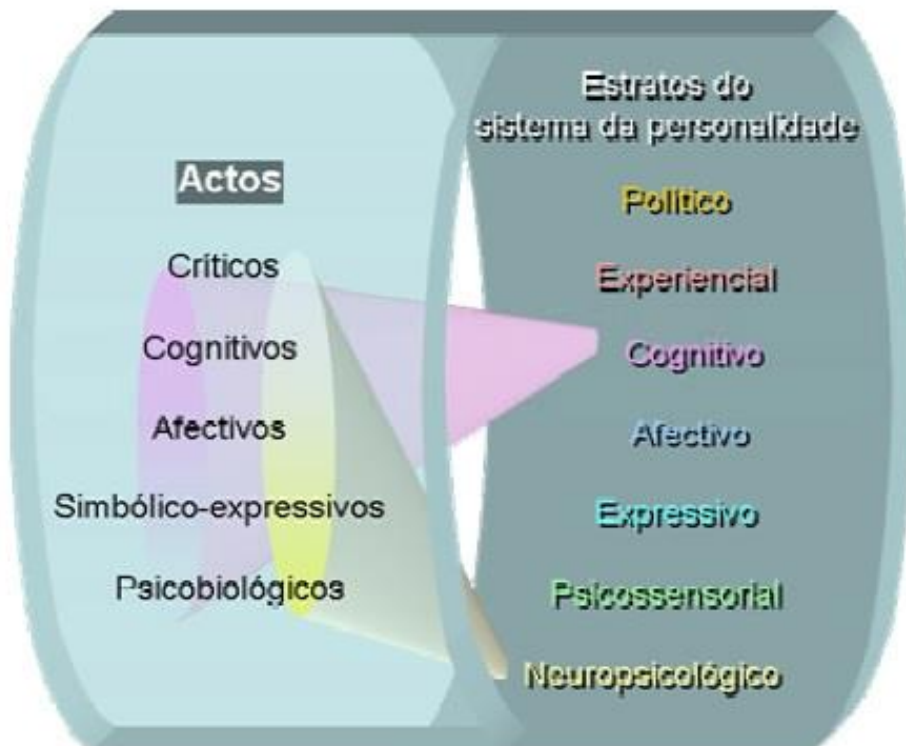 Actos
Críticos
Cognitivos
Afectivos
Simbólico-expressivos
Psicobiológicos
Estratos do
sistema da personalidade
Político
Experiencial
Cognitivo
Afectivo
Expressivo
Psicossensorial
Neuropsicológico